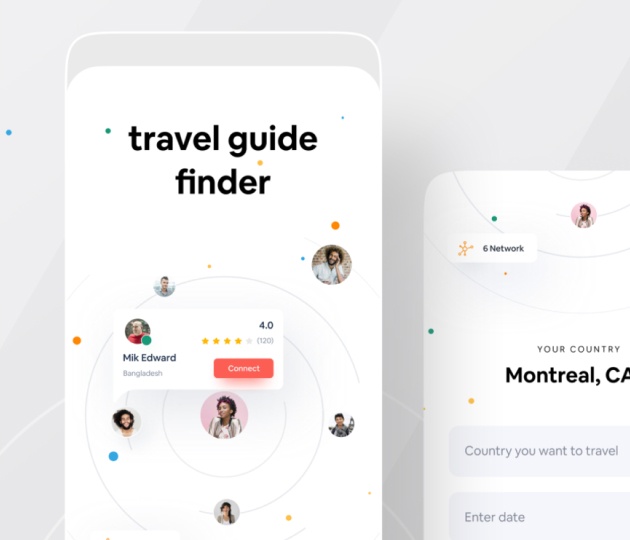 travel guide
finder
4.0
(120)
Mik Edward
Bangladesh
Connect
6 Network
YOUR COUNTRY
Montreal, CA
Country you want to travel
Enter date